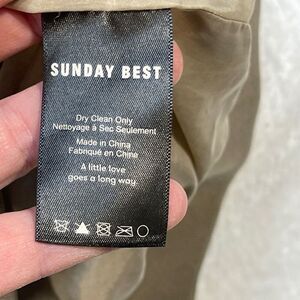 SUNDAY BEST
Dry Clean Only
Nettoyage à Sec Seulement
Made in China
Fabriqué en Chine
A little love
goes a long way.